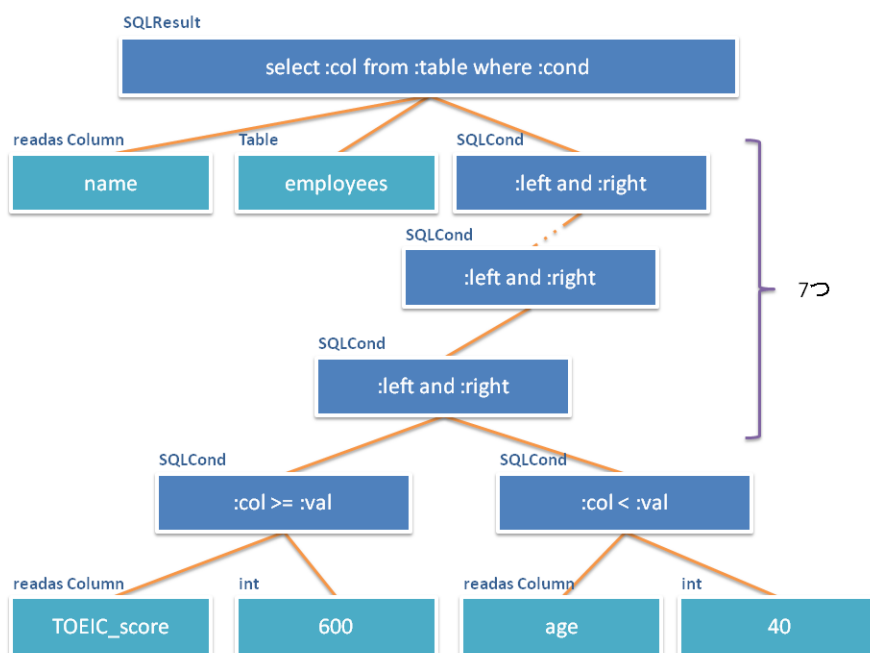 SQLResult
select :col from :table where :cond
readas Column
Table
SQLCond
name
employees
:left and :right
SQLCond
:left and :right
7つ
SQLCond
:left and :right
SQLCond
SQLCond
:col >= :val
:col < :val
readas Column
int
readas Column
int
TOEIC_score
600
age
40